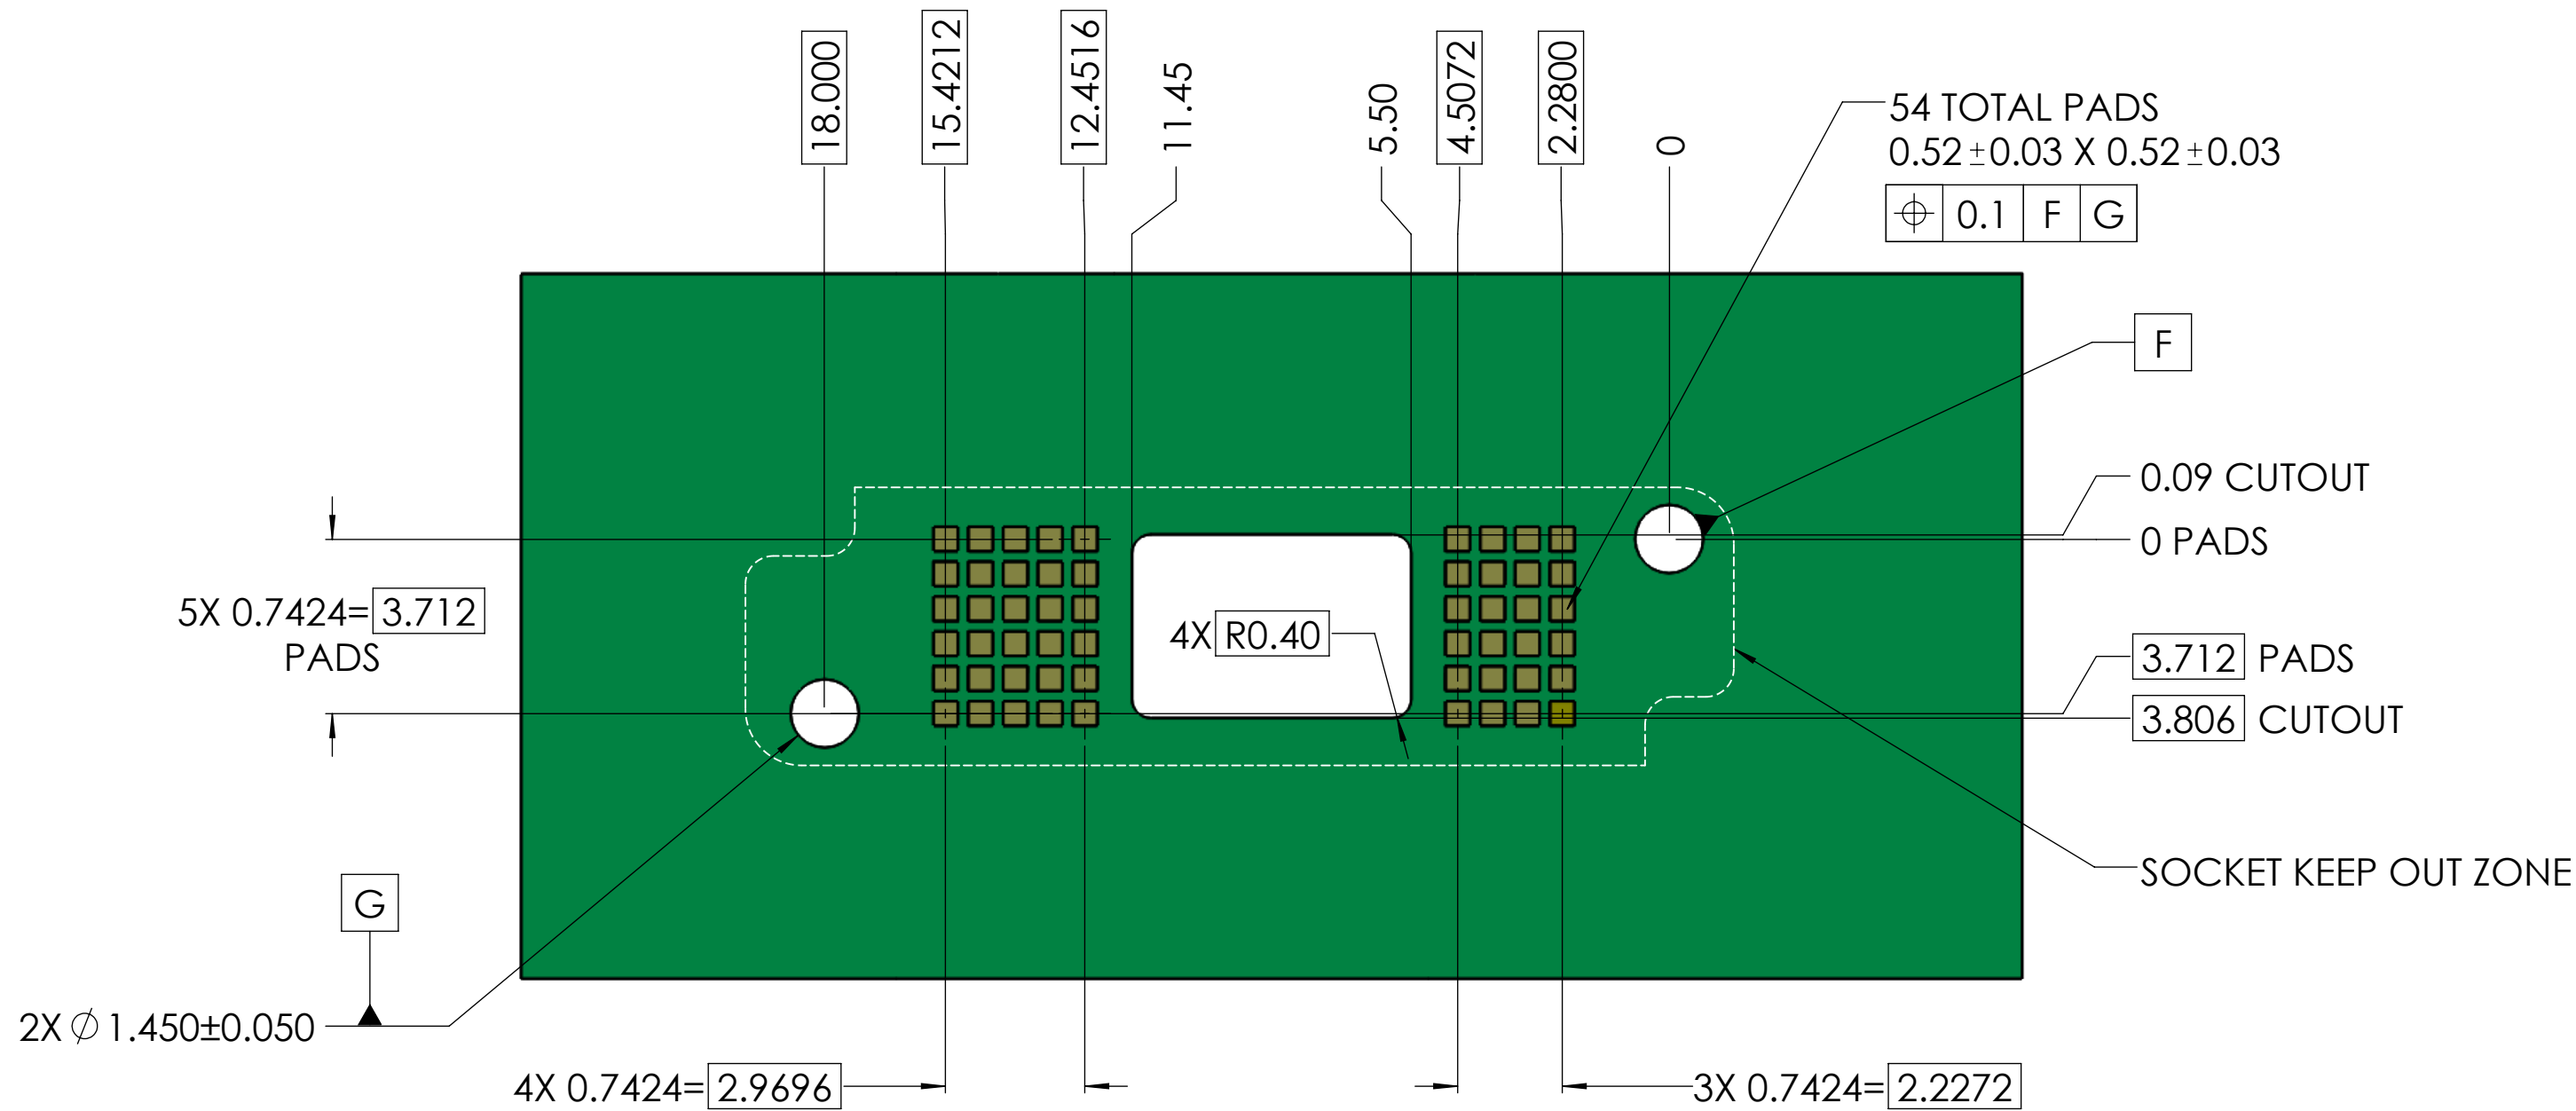 18.000
15.4212
12.4516
11.45
5.50
4.5072
2.2800
0
54 TOTAL PADS
0.52±0.03 X 0.52±0.03
⌖ 0.1 F G
F
0.09 CUTOUT
0 PADS
5X 0.7424= 3.712
PADS
4X R0.40
3.712 PADS
3.806 CUTOUT
SOCKET KEEP OUT ZONE
G
2X ∅ 1.450±0.050
4X 0.7424= 2.9696
3X 0.7424= 2.2272